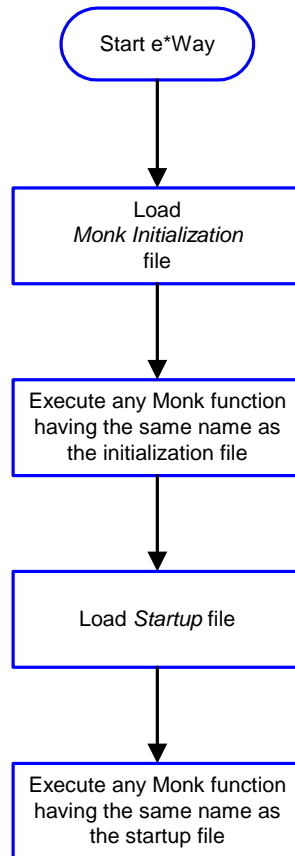 Start e*Way
Load
Monk Initialization
file
Execute any Monk function
having the same name as
the initialization file
Load Startup file
Execute any Monk function
having the same name as
the startup file